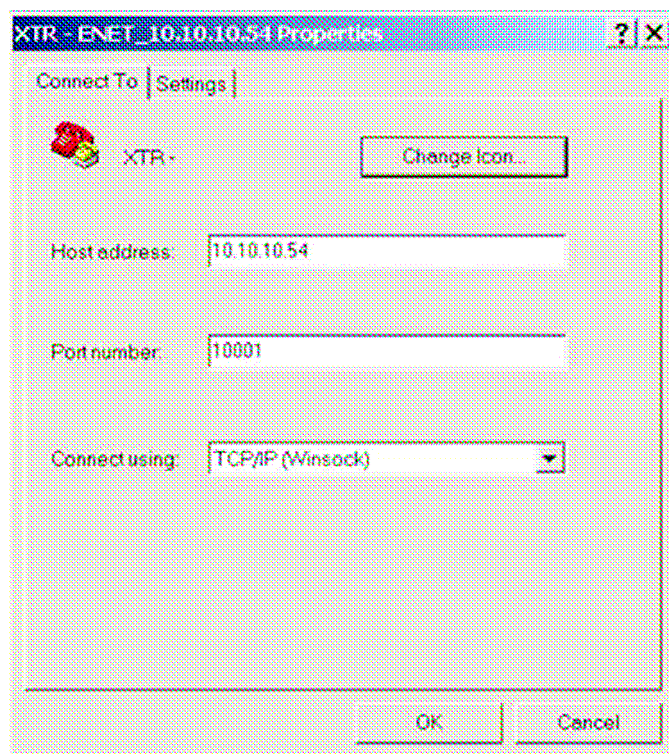 XTR - ENET_10.10.10.54 Properties
Connect To
Settings
XTR -
Change Icon...
Host address:
10.10.10.54
Port number:
10001
Connect using:
TCP/IP (Winsock)
OK
Cancel